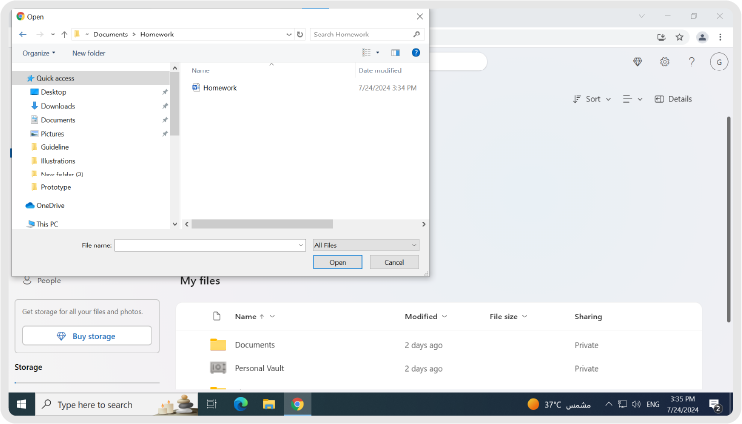 Open
Documents > Homework
Search Homework
Organize
New folder
Quick access
Desktop
Downloads
Documents
Pictures
Guideline
Illustrations
New folder (2)
Prototype
OneDrive
This PC
Name
Date modified
Homework
7/24/2024 3:34 PM
File name:
All Files
Open
Cancel
G
Sort
Details
People
Get storage for all your files and photos.
Buy storage
Storage
My files
Name
Modified
File size
Sharing
Documents
2 days ago
Private
Personal Vault
2 days ago
Private
Type here to search
37°C مشمس
ENG
3:35 PM
7/24/2024
2